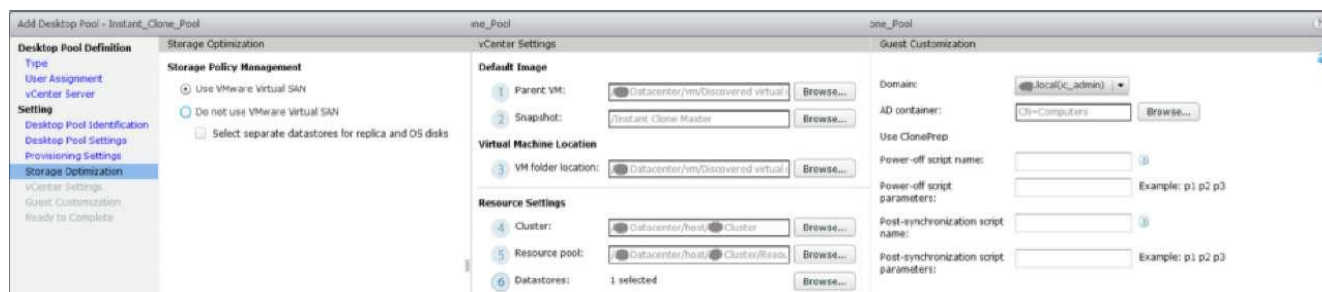 Add Desktop Pool - Instant_Clone_Pool
Desktop Pool Definition
Type
User Assignment
vCenter Server
Setting
Desktop Pool Identification
Desktop Pool Settings
Provisioning Settings
Storage Optimization
vCenter Settings
Guest Customization
Ready to Complete
Storage Optimization
Storage Policy Management
Use VMware Virtual SAN
Do not use VMware Virtual SAN
Select separate datastores for replica and OS disks
ne_Pool
vCenter Settings
Default Image
1 Parent VM: Datacenter/vm/Discovered virtual Browse...
2 Snapshot: /Instant Clone Master Browse...
Virtual Machine Location
3 VM folder location: Datacenter/vm/Discovered virtual Browse...
Resource Settings
4 Cluster: Datacenter/host/ Cluster Browse...
5 Resource pool: Datacenter/host/ Cluster/Resou Browse...
6 Datastores: 1 selected Browse...
one_Pool
Guest Customization
Domain: .local(ic_admin)
AD container: CN=Computers Browse...
Use ClonePrep
Power-off script name:
Power-off script parameters: Example: p1 p2 p3
Post-synchronization script name:
Post-synchronization script parameters: Example: p1 p2 p3